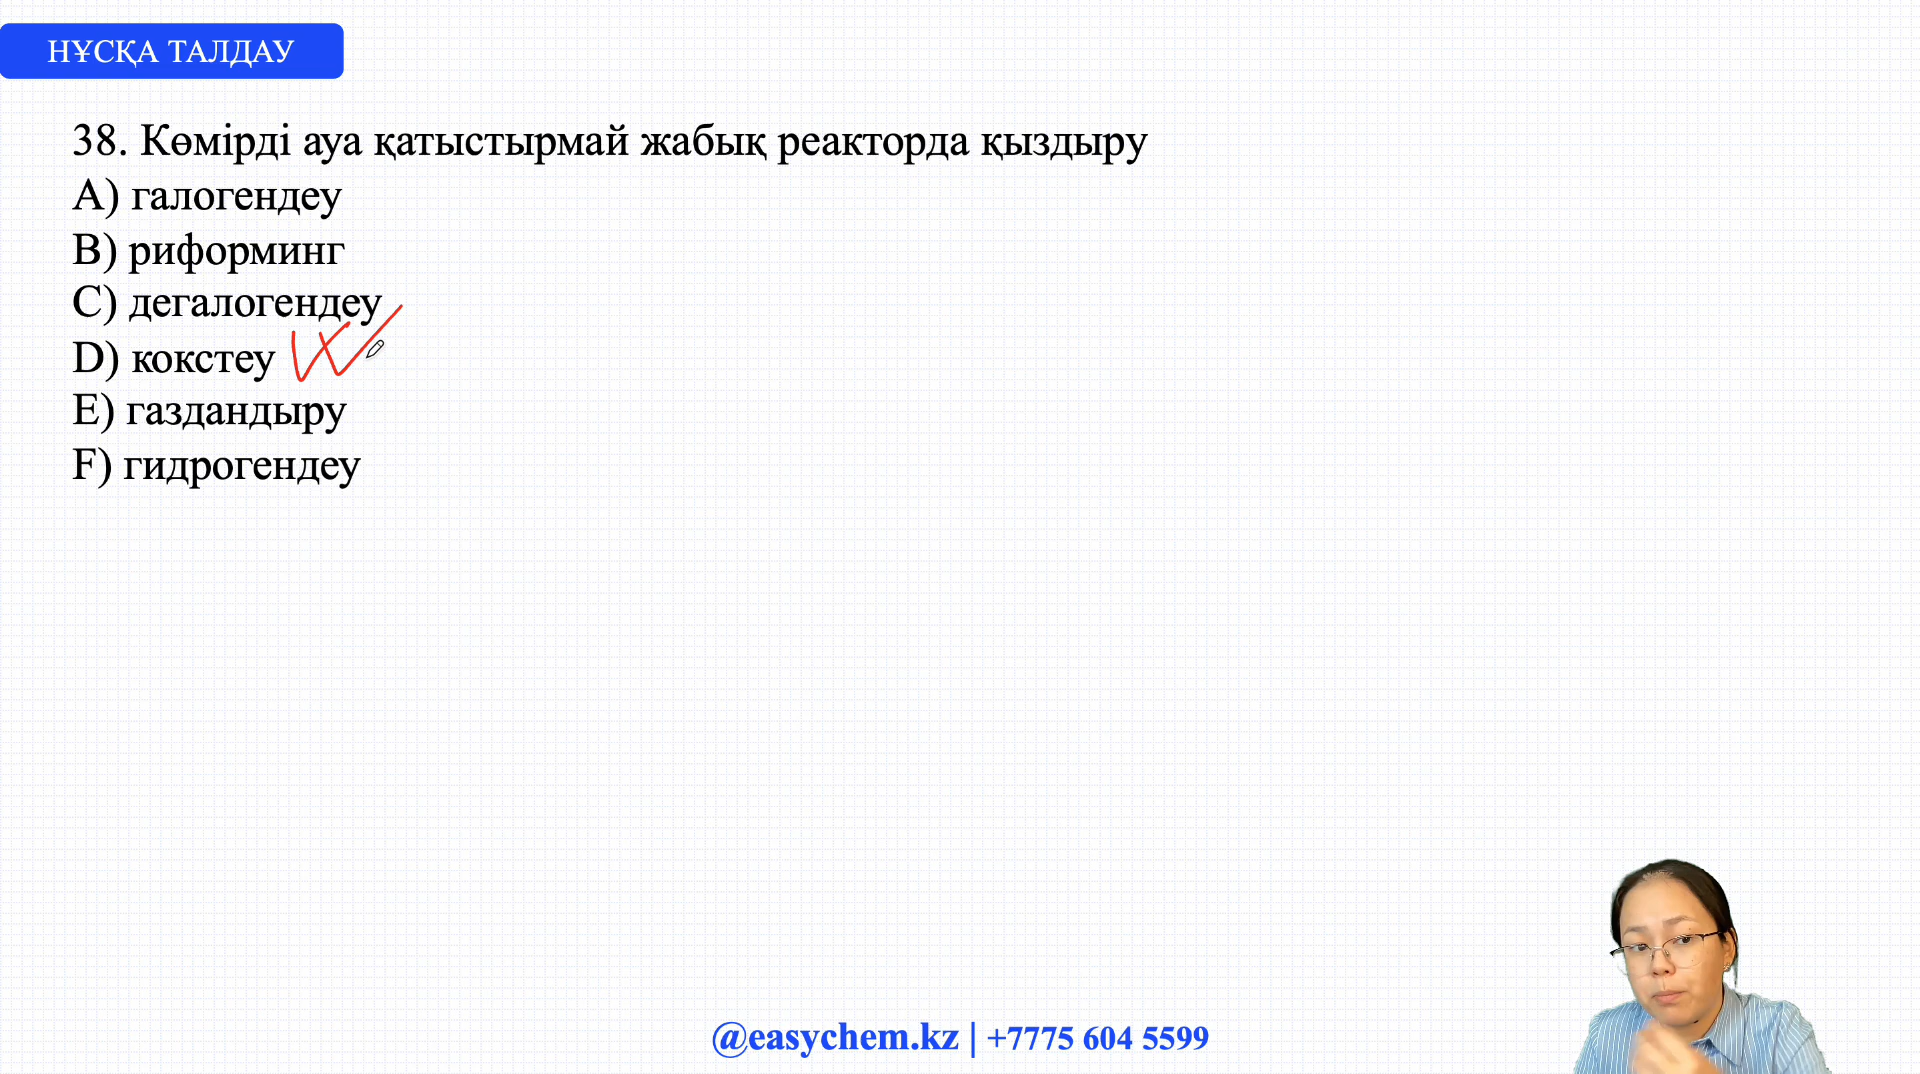 НҰСҚА ТАЛДАУ
38. Көмірді ауа қатыстырмай жабық реакторда қыздыру
A) галогендеу
B) риформинг
C) дегалогендеу
D) кокстеу
E) газдандыру
F) гидрогендеу
@easychem.kz | +7775 604 5599